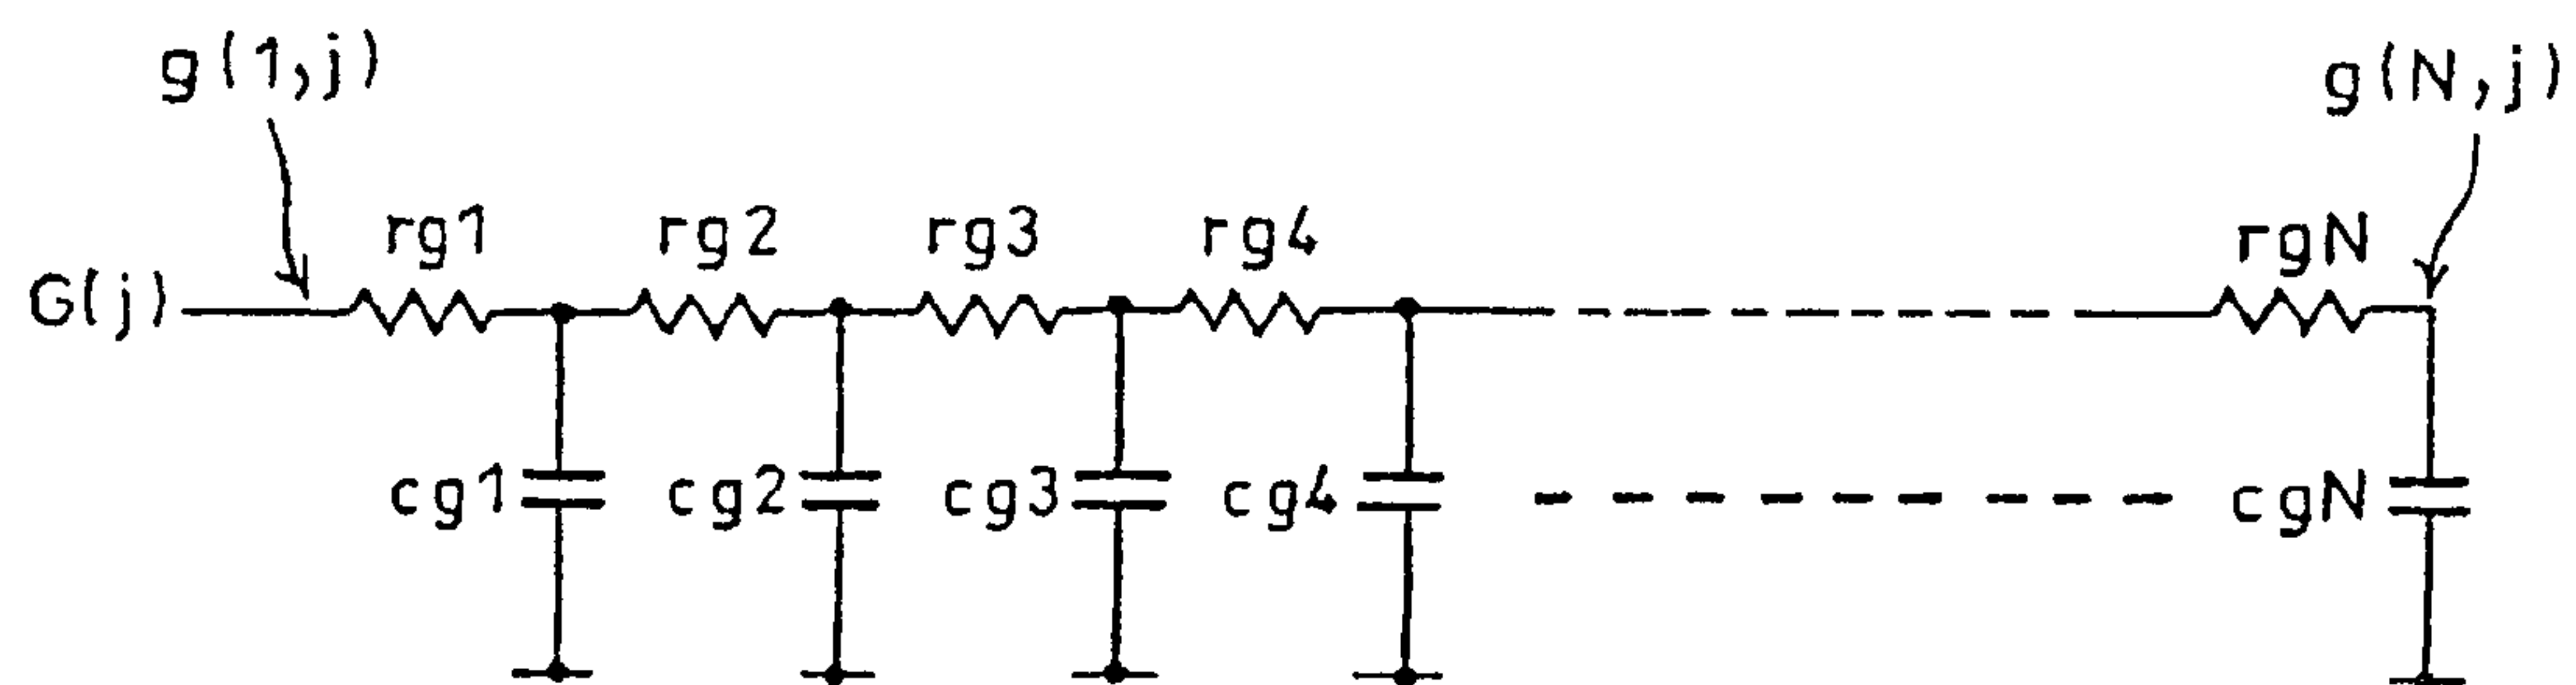 g(1,j)
g(N,j)
rg1 rg2 rg3 rg4 rgN
G(j)
cg1 cg2 cg3 cg4 cgN